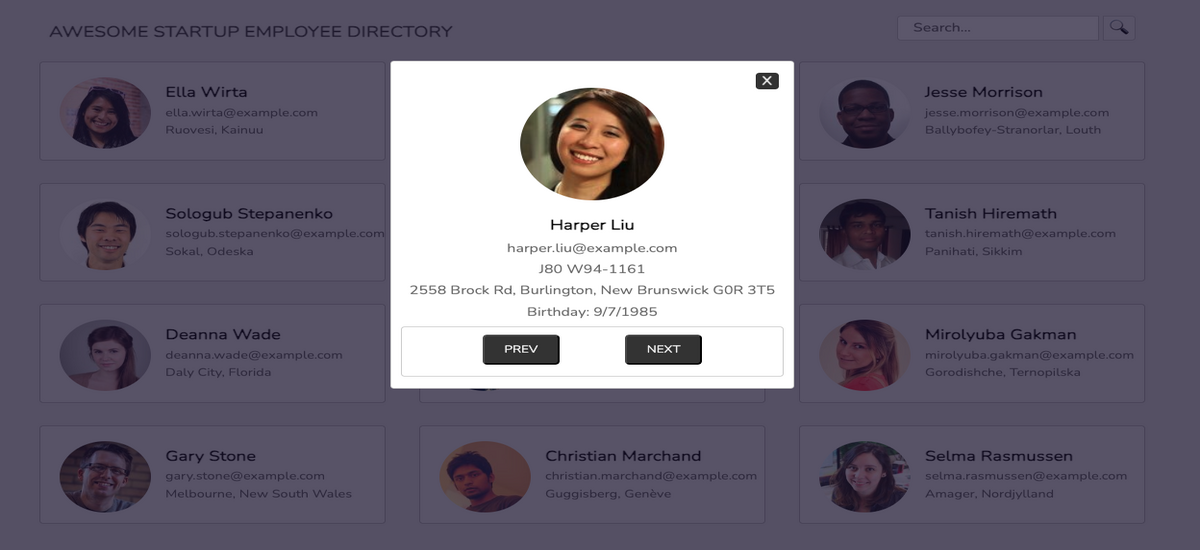 AWESOME STARTUP EMPLOYEE DIRECTORY
Search...
Ella Wirta
ella.wirta@example.com
Ruovesi, Kainuu
Jesse Morrison
jesse.morrison@example.com
Ballybofey-Stranorlar, Louth
X
Harper Liu
harper.liu@example.com
J80 W94-1161
2558 Brock Rd, Burlington, New Brunswick G0R 3T5
Birthday: 9/7/1985
PREV
NEXT
Sologub Stepanenko
sologub.stepanenko@example.com
Sokal, Odeska
Tanish Hiremath
tanish.hiremath@example.com
Panihati, Sikkim
Deanna Wade
deanna.wade@example.com
Daly City, Florida
Mirolyuba Gakman
mirolyuba.gakman@example.com
Gorodishche, Ternopilska
Gary Stone
gary.stone@example.com
Melbourne, New South Wales
Christian Marchand
christian.marchand@example.com
Guggisberg, Genève
Selma Rasmussen
selma.rasmussen@example.com
Amager, Nordjylland